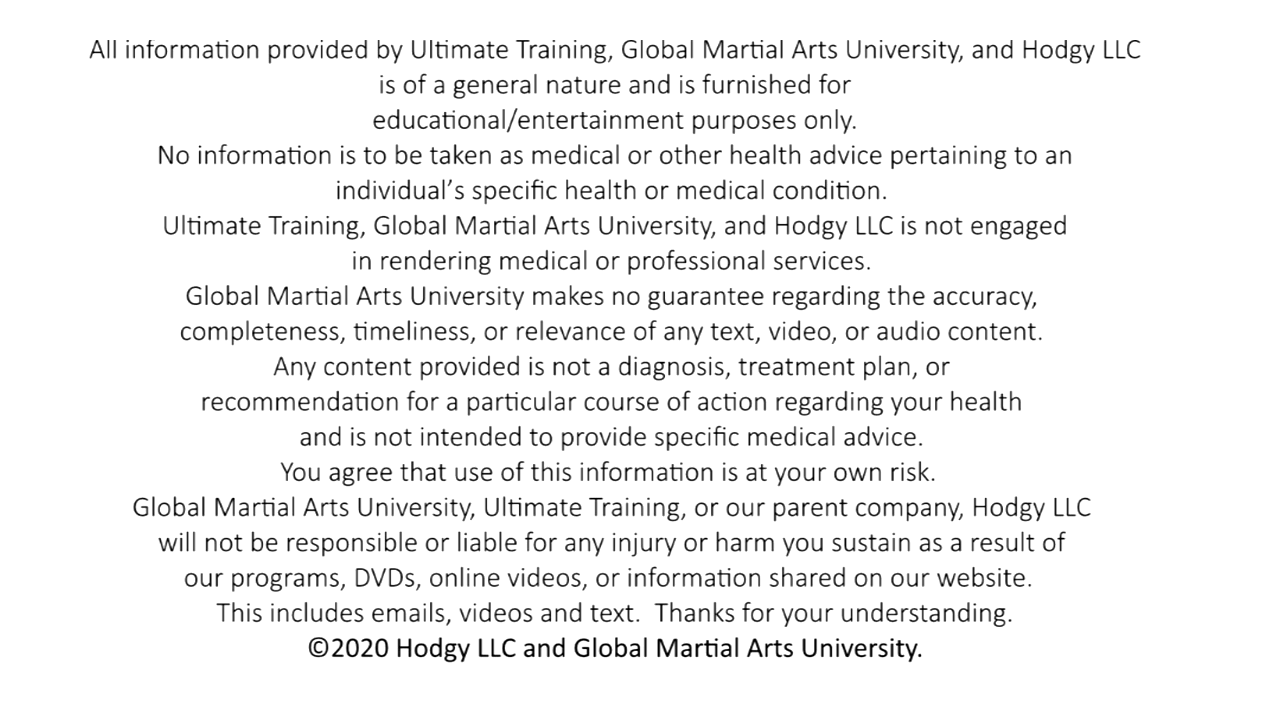 All information provided by Ultimate Training, Global Martial Arts University, and Hodgy LLC
is of a general nature and is furnished for
educational/entertainment purposes only.
No information is to be taken as medical or other health advice pertaining to an
individual’s specific health or medical condition.
Ultimate Training, Global Martial Arts University, and Hodgy LLC is not engaged
in rendering medical or professional services.
Global Martial Arts University makes no guarantee regarding the accuracy,
completeness, timeliness, or relevance of any text, video, or audio content.
Any content provided is not a diagnosis, treatment plan, or
recommendation for a particular course of action regarding your health
and is not intended to provide specific medical advice.
You agree that use of this information is at your own risk.
Global Martial Arts University, Ultimate Training, or our parent company, Hodgy LLC
will not be responsible or liable for any injury or harm you sustain as a result of
our programs, DVDs, online videos, or information shared on our website.
This includes emails, videos and text.  Thanks for your understanding.
©2020 Hodgy LLC and Global Martial Arts University.